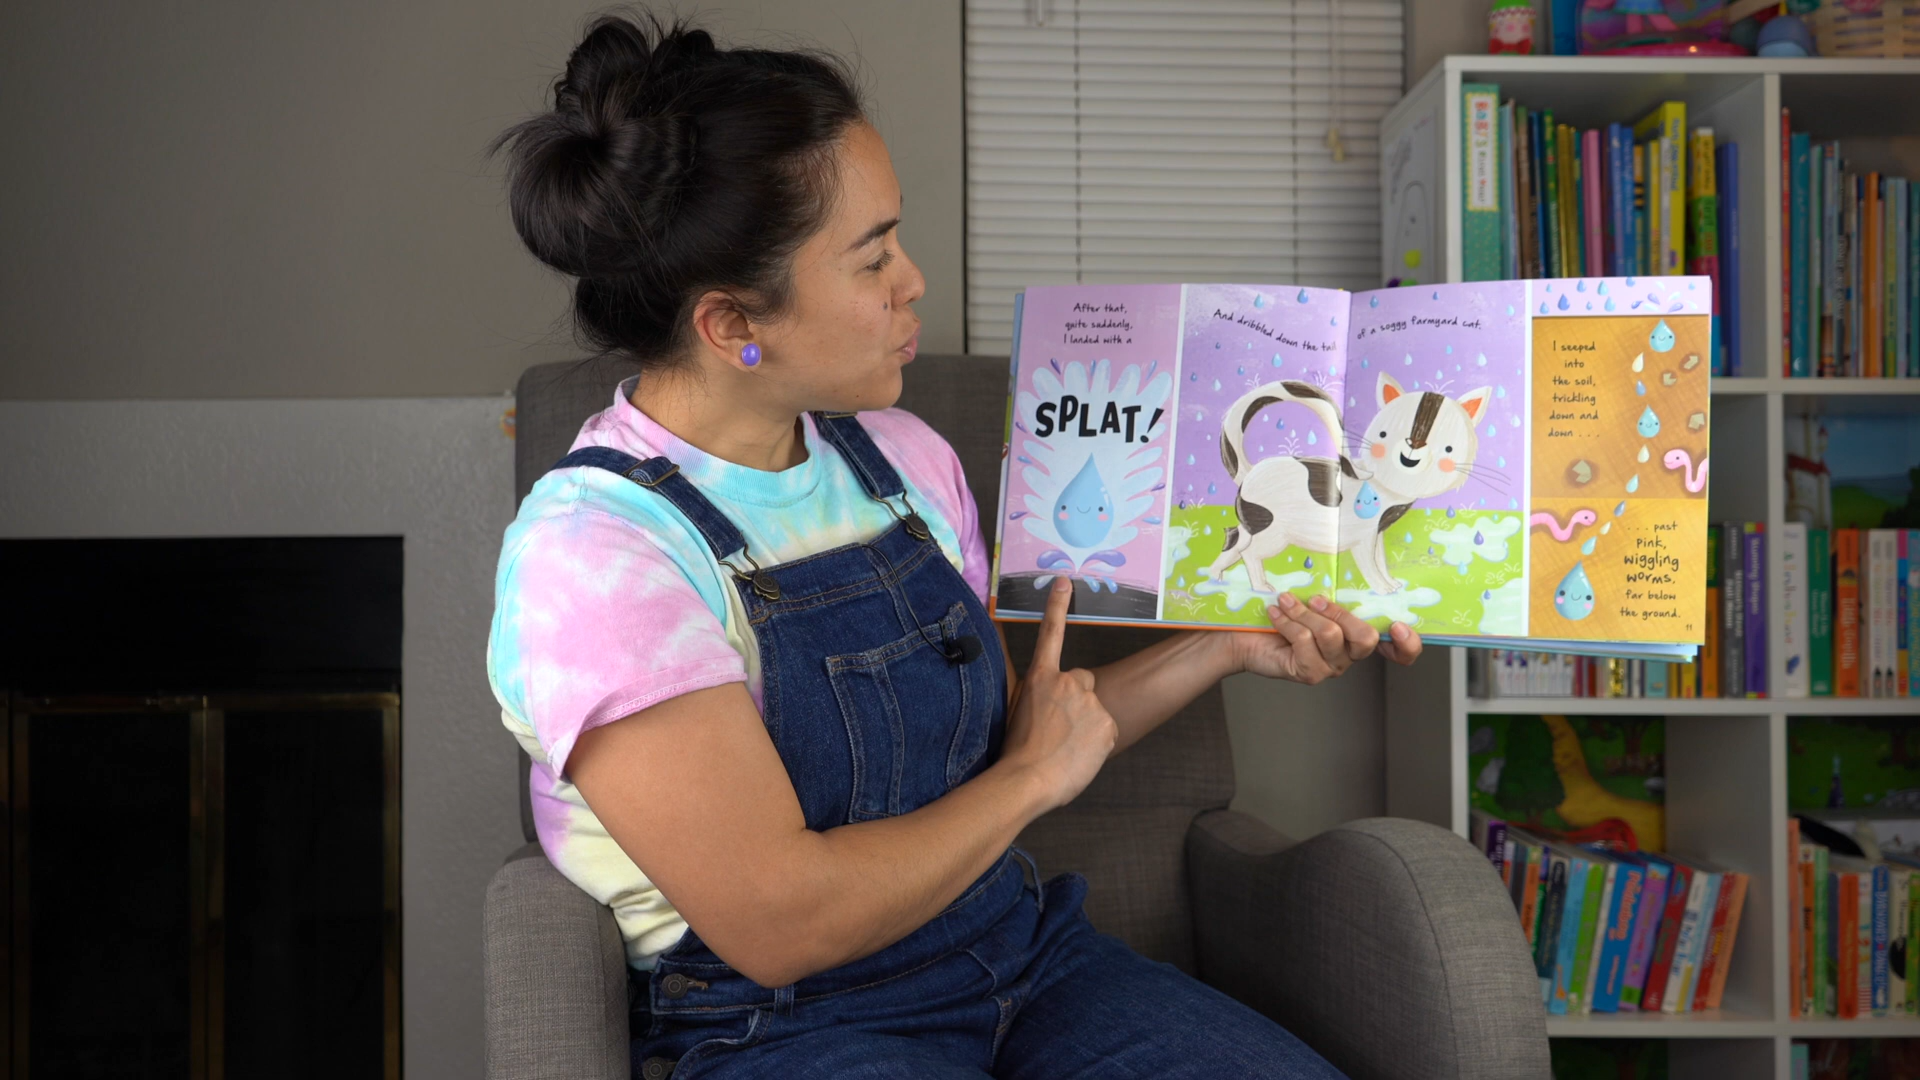 After that,
quite suddenly,
I landed with a
SPLAT!
And dribbled down the tail
of a soggy farmyard cat.
I seeped
into
the soil,
trickling
down and
down . . .
. . . past
pink,
wiggling
worms,
far below
the ground.
11